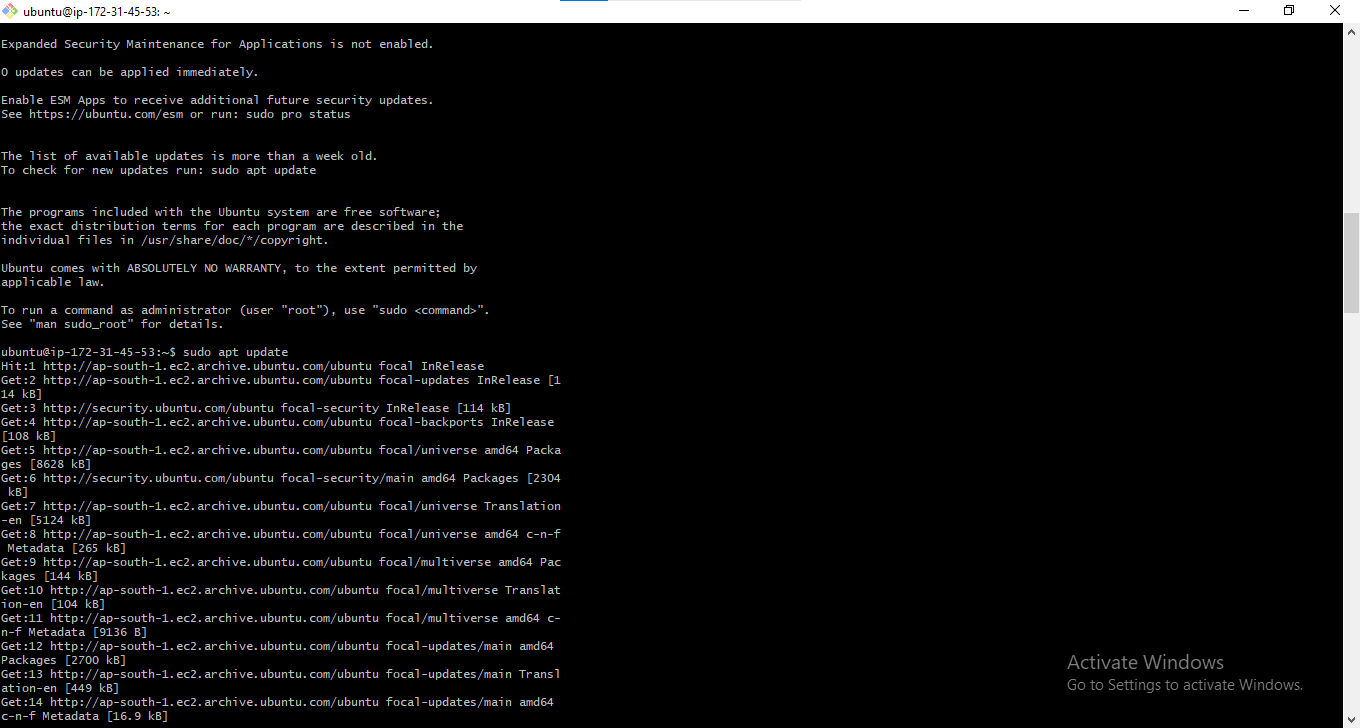 ubuntu@ip-172-31-45-53: ~
Expanded Security Maintenance for Applications is not enabled.
0 updates can be applied immediately.
Enable ESM Apps to receive additional future security updates.
See https://ubuntu.com/esm or run: sudo pro status
The list of available updates is more than a week old.
To check for new updates run: sudo apt update
The programs included with the Ubuntu system are free software;
the exact distribution terms for each program are described in the
individual files in /usr/share/doc/*/copyright.
Ubuntu comes with ABSOLUTELY NO WARRANTY, to the extent permitted by
applicable law.
To run a command as administrator (user "root"), use "sudo <command>".
See "man sudo_root" for details.
ubuntu@ip-172-31-45-53:~$ sudo apt update
Hit:1 http://ap-south-1.ec2.archive.ubuntu.com/ubuntu focal InRelease
Get:2 http://ap-south-1.ec2.archive.ubuntu.com/ubuntu focal-updates InRelease [1
14 kB]
Get:3 http://security.ubuntu.com/ubuntu focal-security InRelease [114 kB]
Get:4 http://ap-south-1.ec2.archive.ubuntu.com/ubuntu focal-backports InRelease
[108 kB]
Get:5 http://ap-south-1.ec2.archive.ubuntu.com/ubuntu focal/universe amd64 Packa
ges [8628 kB]
Get:6 http://security.ubuntu.com/ubuntu focal-security/main amd64 Packages [2304
 kB]
Get:7 http://ap-south-1.ec2.archive.ubuntu.com/ubuntu focal/universe Translation
-en [5124 kB]
Get:8 http://ap-south-1.ec2.archive.ubuntu.com/ubuntu focal/universe amd64 c-n-f
 Metadata [265 kB]
Get:9 http://ap-south-1.ec2.archive.ubuntu.com/ubuntu focal/multiverse amd64 Pac
kages [144 kB]
Get:10 http://ap-south-1.ec2.archive.ubuntu.com/ubuntu focal/multiverse Translat
ion-en [104 kB]
Get:11 http://ap-south-1.ec2.archive.ubuntu.com/ubuntu focal/multiverse amd64 c-
n-f Metadata [9136 B]
Get:12 http://ap-south-1.ec2.archive.ubuntu.com/ubuntu focal-updates/main amd64
Packages [2700 kB]
Get:13 http://ap-south-1.ec2.archive.ubuntu.com/ubuntu focal-updates/main Transl
ation-en [449 kB]
Get:14 http://ap-south-1.ec2.archive.ubuntu.com/ubuntu focal-updates/main amd64
c-n-f Metadata [16.9 kB]
Activate Windows
Go to Settings to activate Windows.